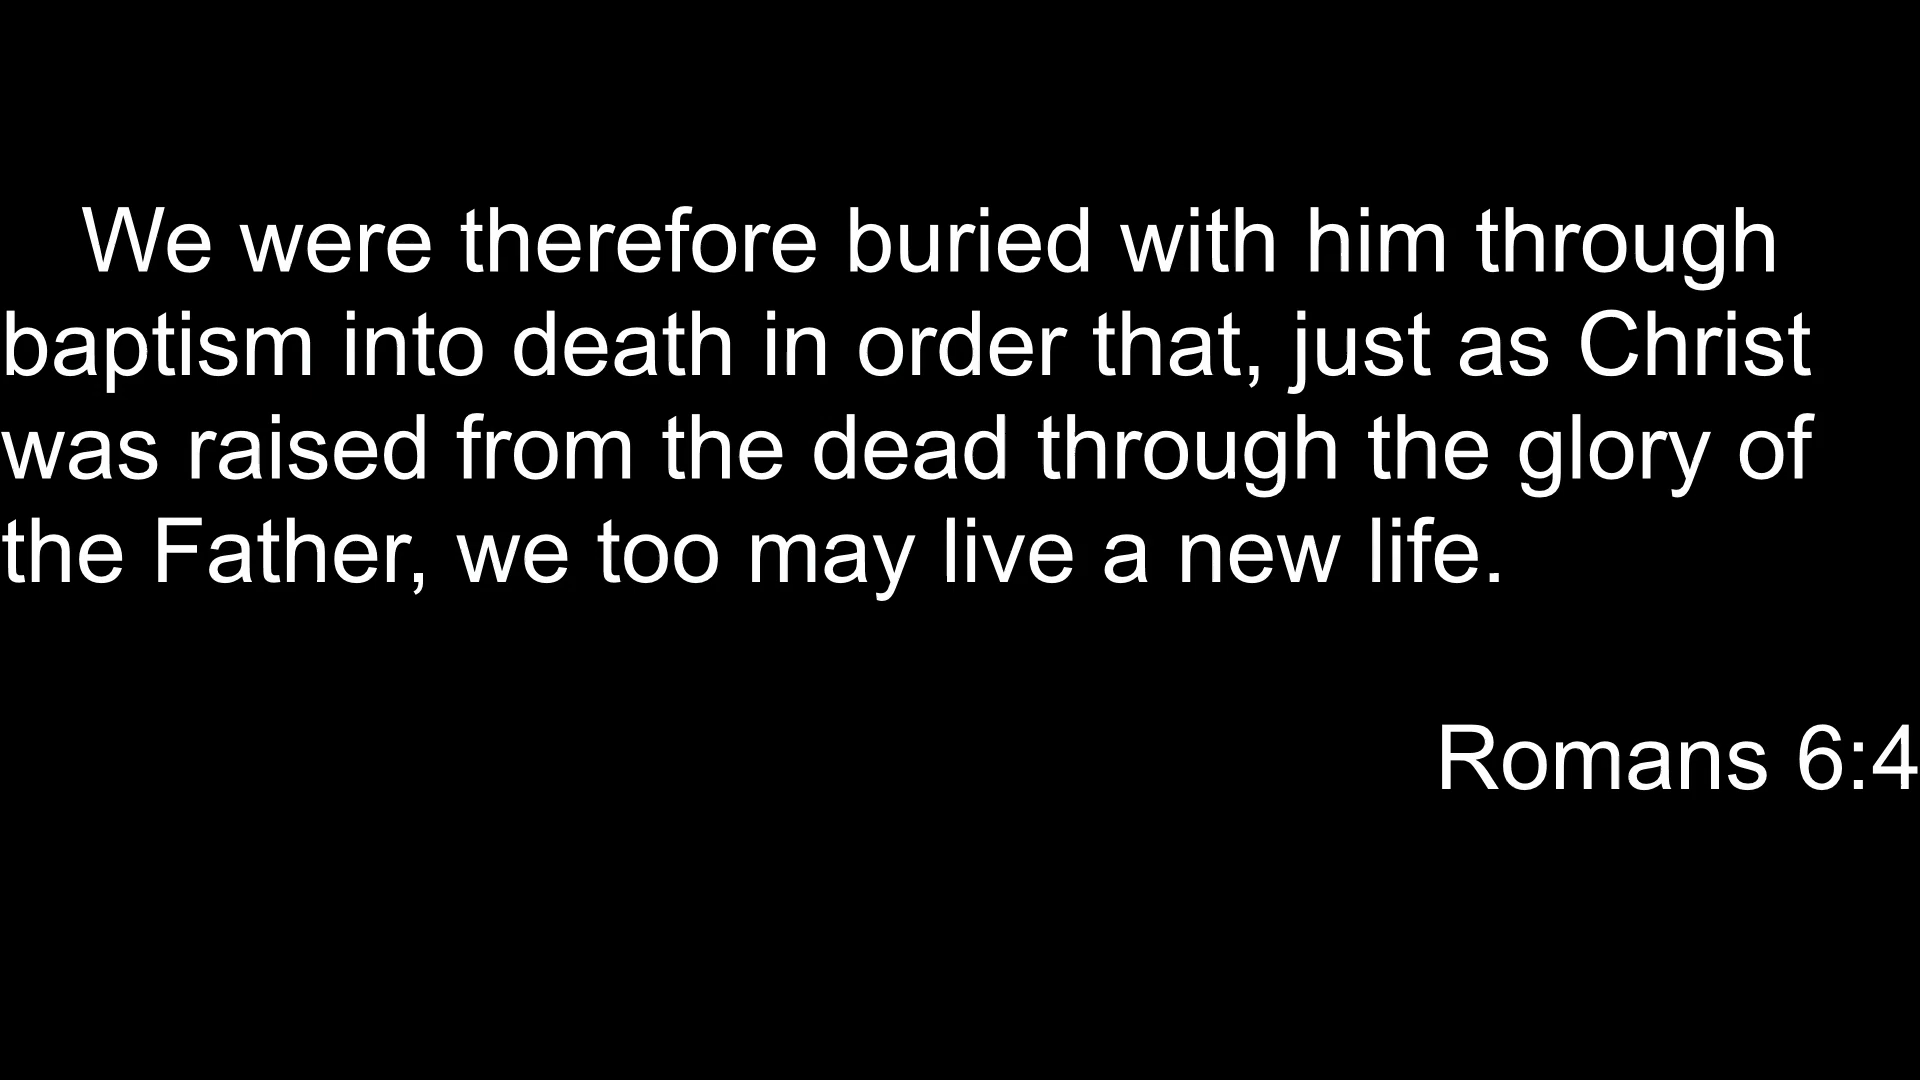 We were therefore buried with him through
baptism into death in order that, just as Christ
was raised from the dead through the glory of
the Father, we too may live a new life.
Romans 6:4